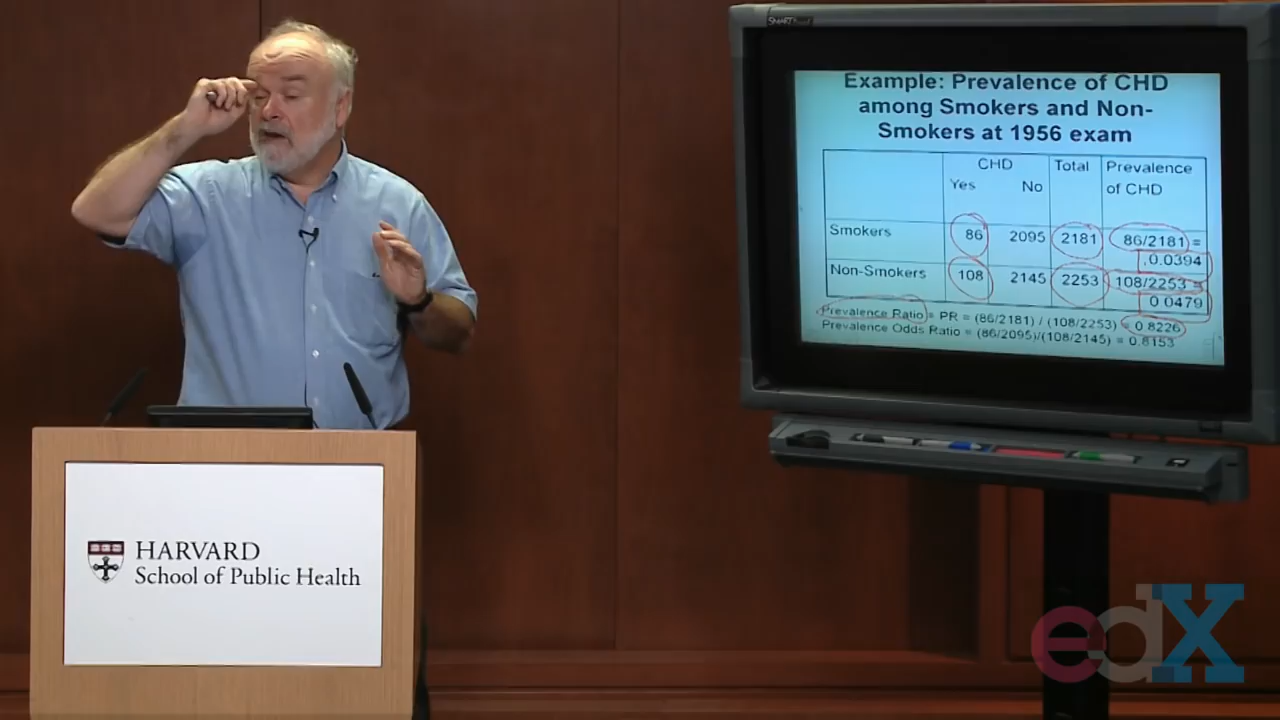 SMART
Example: Prevalence of CHD
among Smokers and Non-
Smokers at 1956 exam
CHD Total Prevalence
Yes No of CHD
Smokers 86 2095 2181 86/2181 =
0.0394
Non-Smokers 108 2145 2253 108/2253 =
0.0479
Prevalence Ratio = PR = (86/2181) / (108/2253) = 0.8226
Prevalence Odds Ratio = (86/2095)/(108/2145) = 0.8153
HARVARD
School of Public Health
edX